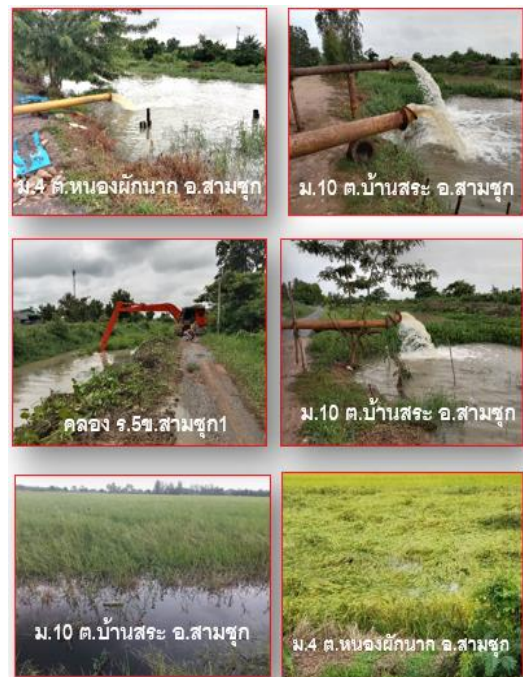 ม.4 ต.หนองผักนาก อ.สามชุก
ม.10 ต.บ้านสระ อ.สามชุก
คลอง ร.5ข.สามชุก1
ม.10 ต.บ้านสระ อ.สามชุก
ม.10 ต.บ้านสระ อ.สามชุก
ม.4 ต.หนองผักนาก อ.สามชุก